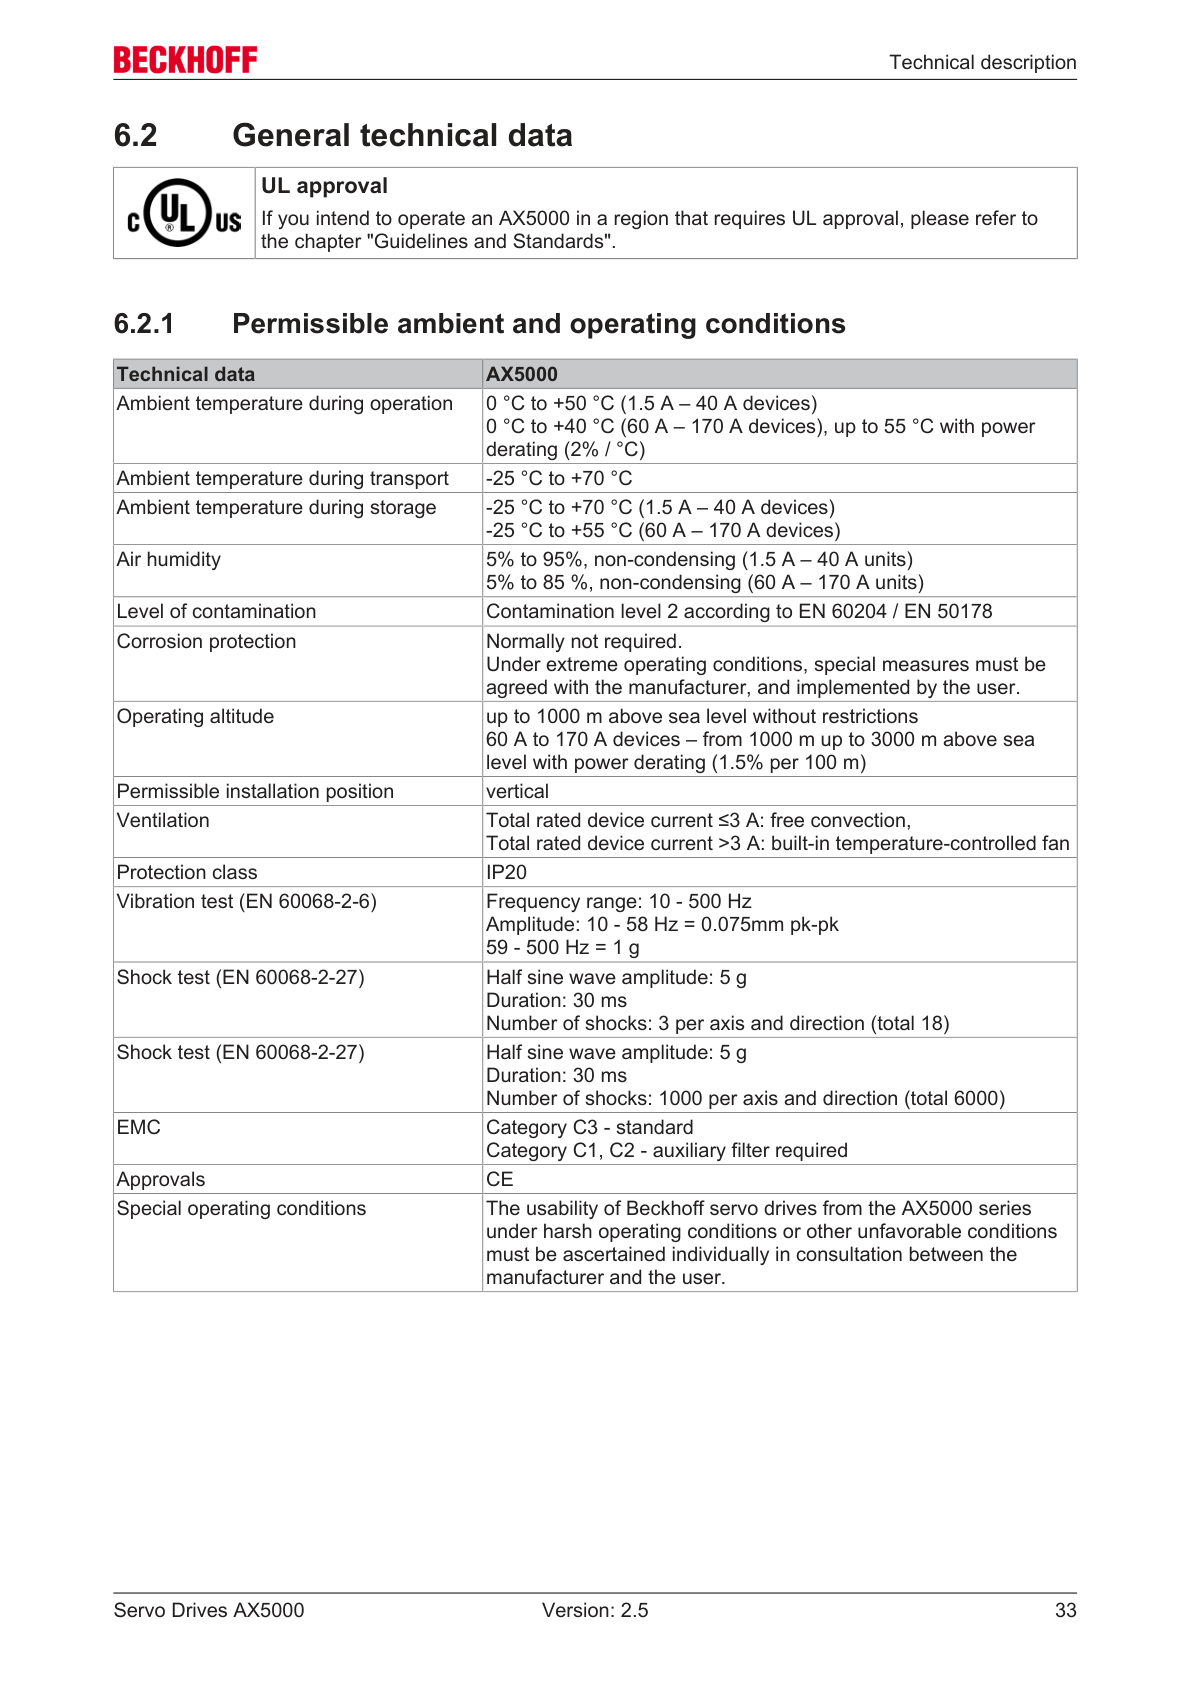 BECKHOFF
Technical description
6.2 General technical data
C UL ® US
UL approval
If you intend to operate an AX5000 in a region that requires UL approval, please refer to
the chapter "Guidelines and Standards".
6.2.1 Permissible ambient and operating conditions
Technical data AX5000
Ambient temperature during operation 0 °C to +50 °C (1.5 A – 40 A devices)
0 °C to +40 °C (60 A – 170 A devices), up to 55 °C with power
derating (2% / °C)
Ambient temperature during transport -25 °C to +70 °C
Ambient temperature during storage -25 °C to +70 °C (1.5 A – 40 A devices)
-25 °C to +55 °C (60 A – 170 A devices)
Air humidity 5% to 95%, non-condensing (1.5 A – 40 A units)
5% to 85 %, non-condensing (60 A – 170 A units)
Level of contamination Contamination level 2 according to EN 60204 / EN 50178
Corrosion protection Normally not required.
Under extreme operating conditions, special measures must be
agreed with the manufacturer, and implemented by the user.
Operating altitude up to 1000 m above sea level without restrictions
60 A to 170 A devices – from 1000 m up to 3000 m above sea
level with power derating (1.5% per 100 m)
Permissible installation position vertical
Ventilation Total rated device current ≤3 A: free convection,
Total rated device current >3 A: built-in temperature-controlled fan
Protection class IP20
Vibration test (EN 60068-2-6) Frequency range: 10 - 500 Hz
Amplitude: 10 - 58 Hz = 0.075mm pk-pk
59 - 500 Hz = 1 g
Shock test (EN 60068-2-27) Half sine wave amplitude: 5 g
Duration: 30 ms
Number of shocks: 3 per axis and direction (total 18)
Shock test (EN 60068-2-27) Half sine wave amplitude: 5 g
Duration: 30 ms
Number of shocks: 1000 per axis and direction (total 6000)
EMC Category C3 - standard
Category C1, C2 - auxiliary filter required
Approvals CE
Special operating conditions The usability of Beckhoff servo drives from the AX5000 series
under harsh operating conditions or other unfavorable conditions
must be ascertained individually in consultation between the
manufacturer and the user.
Servo Drives AX5000 Version: 2.5 33